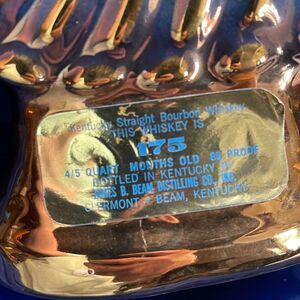 Kentucky Straight Bourbon Whiskey
THIS WHISKEY IS
175
4/5 QUART MONTHS OLD 80 PROOF
BOTTLED IN KENTUCKY BY
JAMES B. BEAM DISTILLING CO., INC.
CLERMONT & BEAM, KENTUCKY